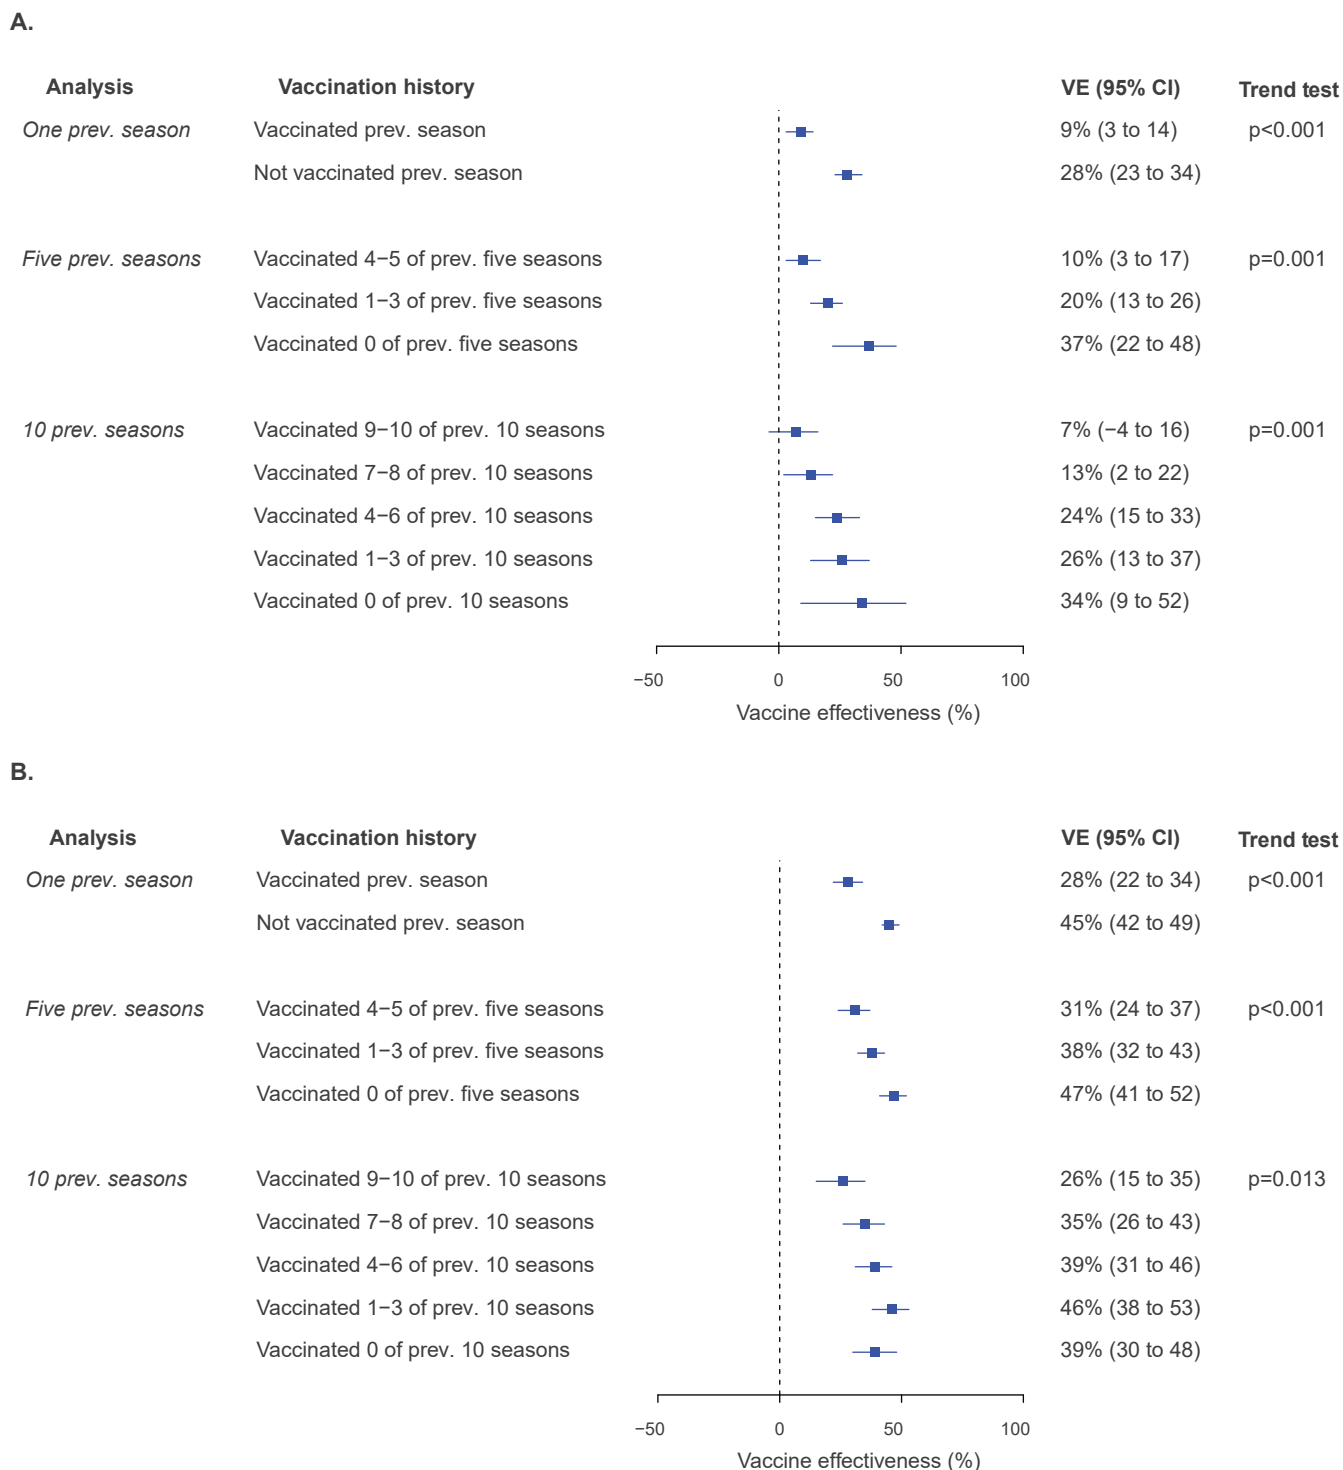 A.
Analysis Vaccination history VE (95% CI) Trend test
One prev. season Vaccinated prev. season 9% (3 to 14) p<0.001
Not vaccinated prev. season 28% (23 to 34)
Five prev. seasons Vaccinated 4−5 of prev. five seasons 10% (3 to 17) p=0.001
Vaccinated 1−3 of prev. five seasons 20% (13 to 26)
Vaccinated 0 of prev. five seasons 37% (22 to 48)
10 prev. seasons Vaccinated 9−10 of prev. 10 seasons 7% (−4 to 16) p=0.001
Vaccinated 7−8 of prev. 10 seasons 13% (2 to 22)
Vaccinated 4−6 of prev. 10 seasons 24% (15 to 33)
Vaccinated 1−3 of prev. 10 seasons 26% (13 to 37)
Vaccinated 0 of prev. 10 seasons 34% (9 to 52)
−50 0 50 100
Vaccine effectiveness (%)
B.
Analysis Vaccination history VE (95% CI) Trend test
One prev. season Vaccinated prev. season 28% (22 to 34) p<0.001
Not vaccinated prev. season 45% (42 to 49)
Five prev. seasons Vaccinated 4−5 of prev. five seasons 31% (24 to 37) p<0.001
Vaccinated 1−3 of prev. five seasons 38% (32 to 43)
Vaccinated 0 of prev. five seasons 47% (41 to 52)
10 prev. seasons Vaccinated 9−10 of prev. 10 seasons 26% (15 to 35) p=0.013
Vaccinated 7−8 of prev. 10 seasons 35% (26 to 43)
Vaccinated 4−6 of prev. 10 seasons 39% (31 to 46)
Vaccinated 1−3 of prev. 10 seasons 46% (38 to 53)
Vaccinated 0 of prev. 10 seasons 39% (30 to 48)
−50 0 50 100
Vaccine effectiveness (%)